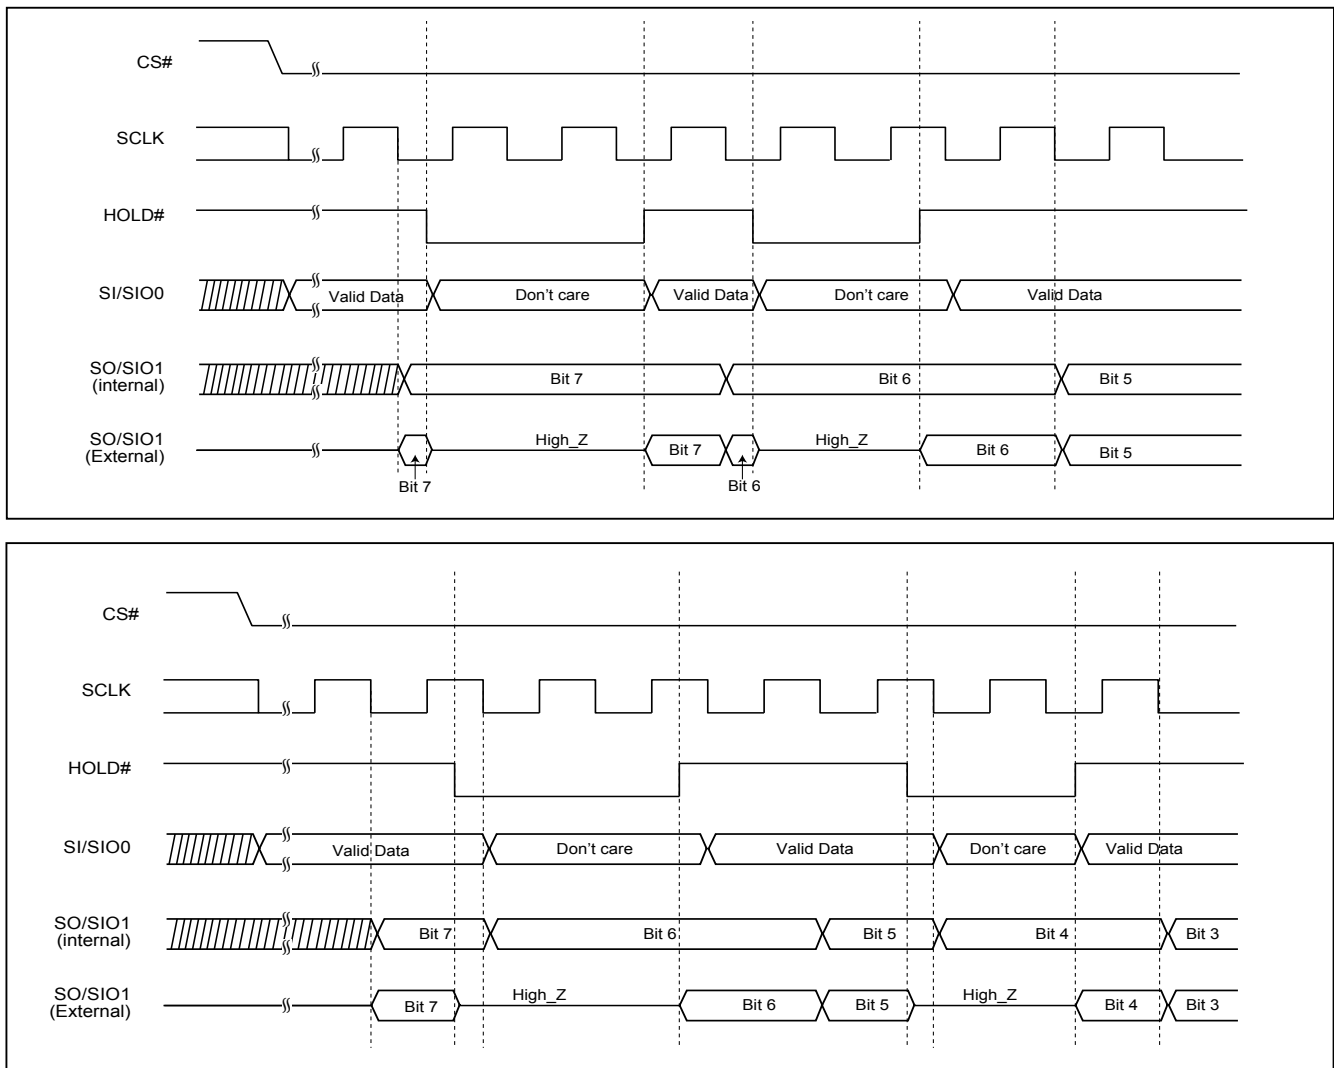 CS#
SCLK
HOLD#
SI/SIO0 Valid Data Don't care Valid Data Don't care Valid Data
SO/SIO1
(internal) Bit 7 Bit 6 Bit 5
SO/SIO1
(External) High_Z Bit 7 High_Z Bit 6 Bit 5
Bit 7 Bit 6
CS#
SCLK
HOLD#
SI/SIO0 Valid Data Don't care Valid Data Don't care Valid Data
SO/SIO1
(internal) Bit 7 Bit 6 Bit 5 Bit 4 Bit 3
SO/SIO1
(External) Bit 7 High_Z Bit 6 Bit 5 High_Z Bit 4 Bit 3